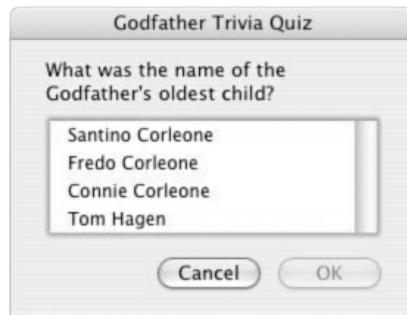 Godfather Trivia Quiz
What was the name of the
Godfather's oldest child?
Santino Corleone
Fredo Corleone
Connie Corleone
Tom Hagen
Cancel OK